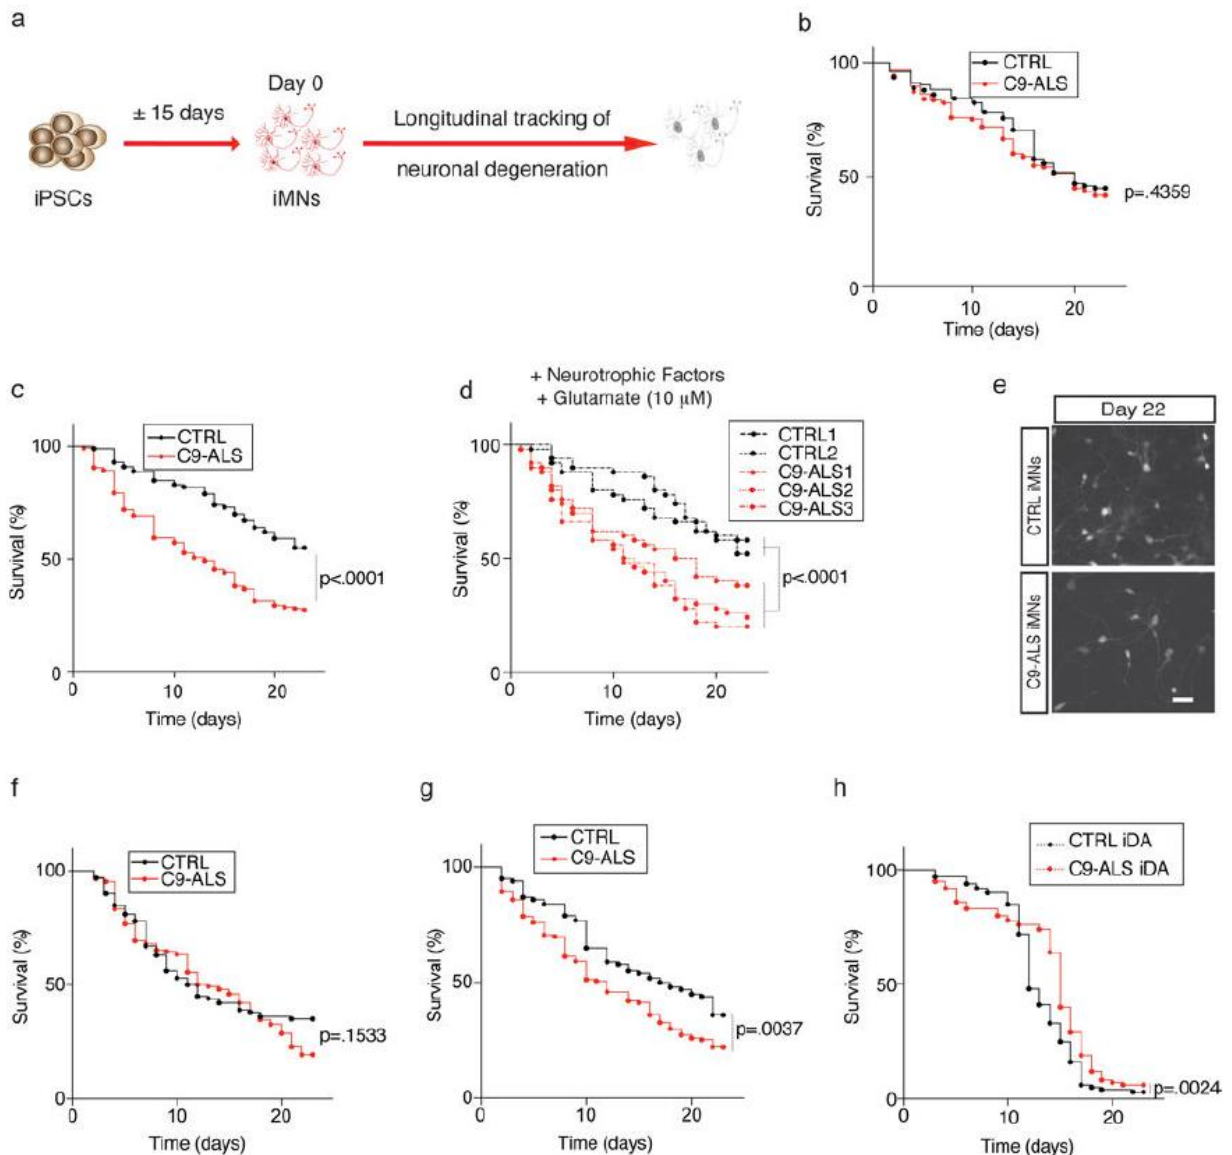 a
± 15 days
Day 0
Longitudinal tracking of
neuronal degeneration
iPSCs
iMNs
b
CTRL
C9-ALS
100
50
0
Survival (%)
p=.4359
0 10 20
Time (days)
c
CTRL
C9-ALS
100
50
0
Survival (%)
p<.0001
0 10 20
Time (days)
d
+ Neurotrophic Factors
+ Glutamate (10 μM)
CTRL1
CTRL2
C9-ALS1
C9-ALS2
C9-ALS3
100
50
0
Survival (%)
p<.0001
0 10 20
Time (days)
e
Day 22
CTRL iMNs
C9-ALS iMNs
f
CTRL
C9-ALS
100
50
0
Survival (%)
p=.1533
0 10 20
Time (days)
g
CTRL
C9-ALS
100
50
0
Survival (%)
p=.0037
0 10 20
Time (days)
h
CTRL iDA
C9-ALS iDA
100
50
0
Survival (%)
p=.0024
0 10 20
Time (days)